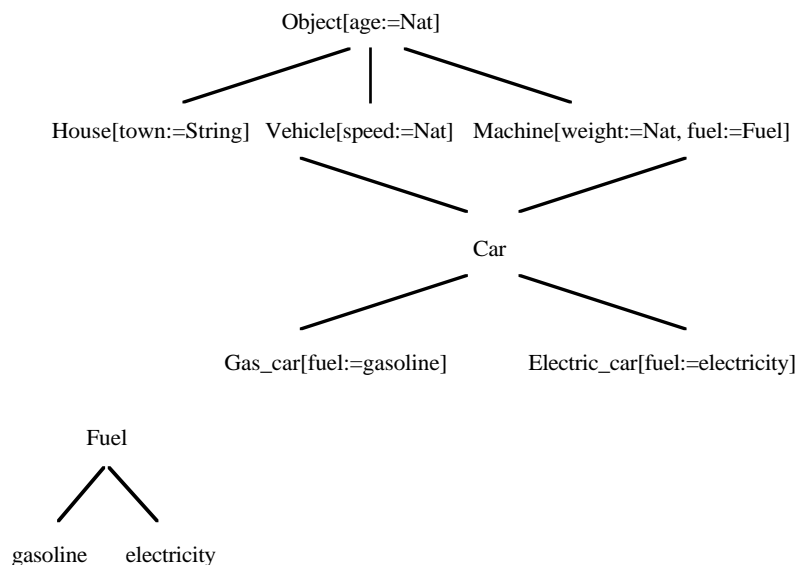 Object[age:=Nat]
House[town:=String] Vehicle[speed:=Nat] Machine[weight:=Nat, fuel:=Fuel]
Car
Gas_car[fuel:=gasoline] Electric_car[fuel:=electricity]
Fuel
gasoline electricity